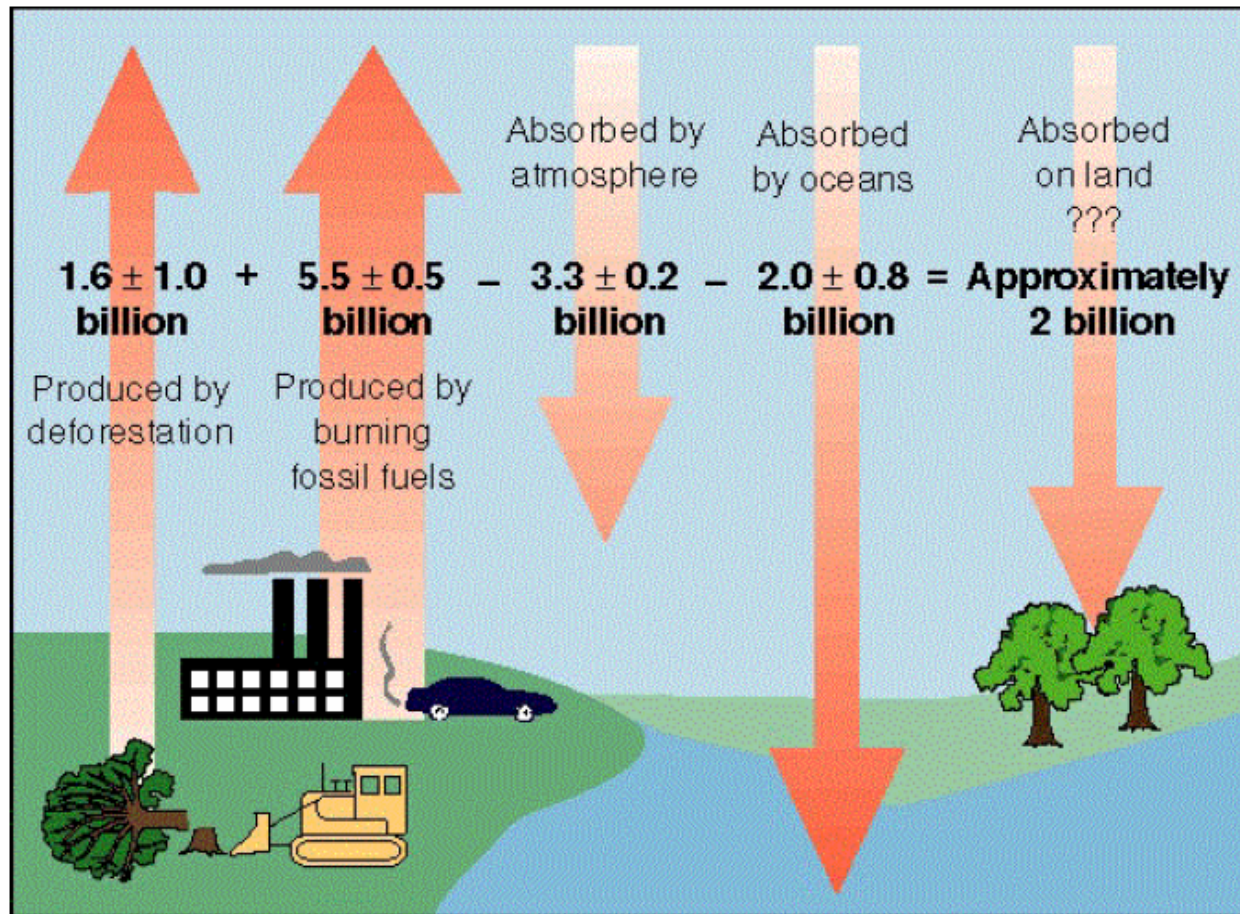 Absorbed by
atmosphere
Absorbed
by oceans
Absorbed
on land
???
1.6 ± 1.0 + 5.5 ± 0.5 – 3.3 ± 0.2 – 2.0 ± 0.8 = Approximately
billion billion billion billion 2 billion
Produced by
deforestation
Produced by
burning
fossil fuels